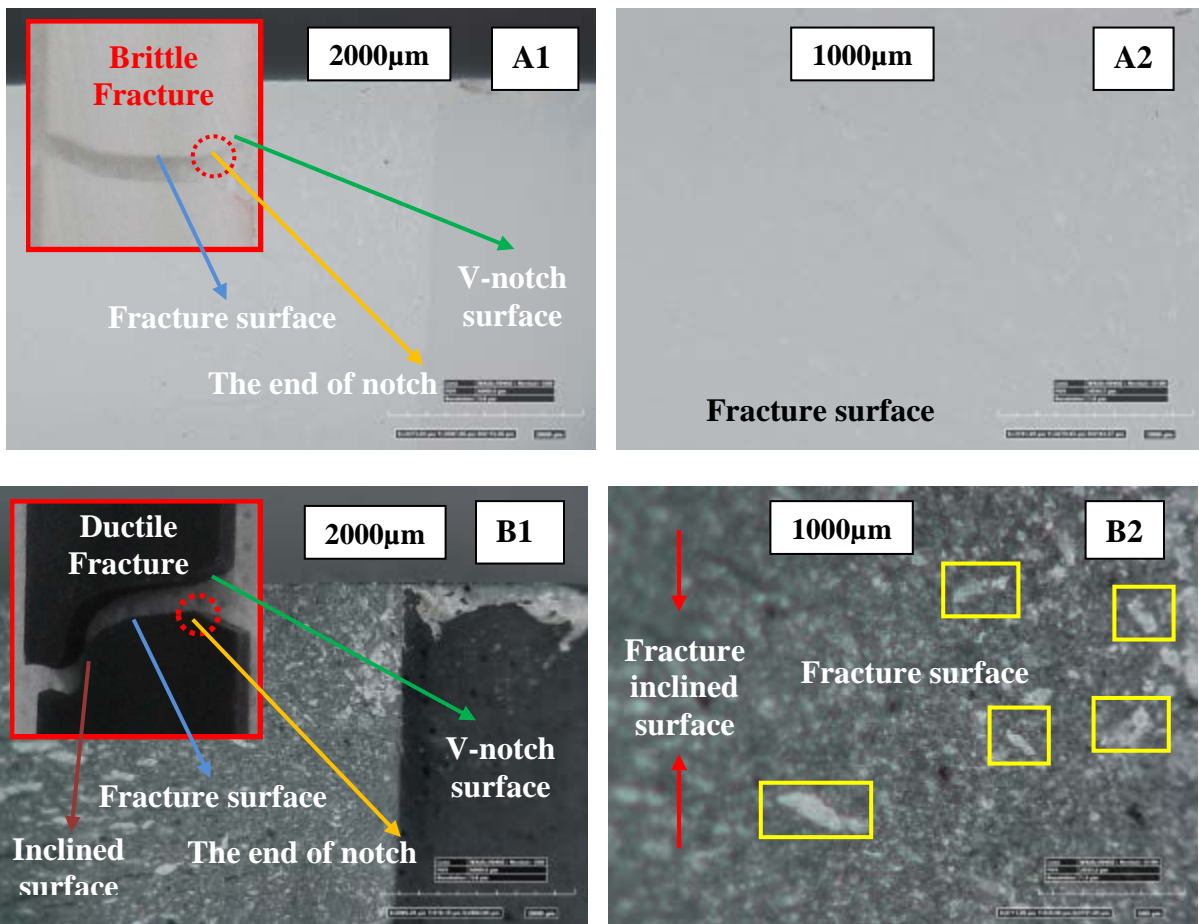 Brittle
Fracture
2000µm
A1
V-notch
surface
Fracture surface
The end of notch
1000µm
A2
Fracture surface
Ductile
Fracture
2000µm
B1
V-notch
surface
Fracture surface
Inclined
surface
The end of notch
1000µm
B2
Fracture
inclined
surface
Fracture surface